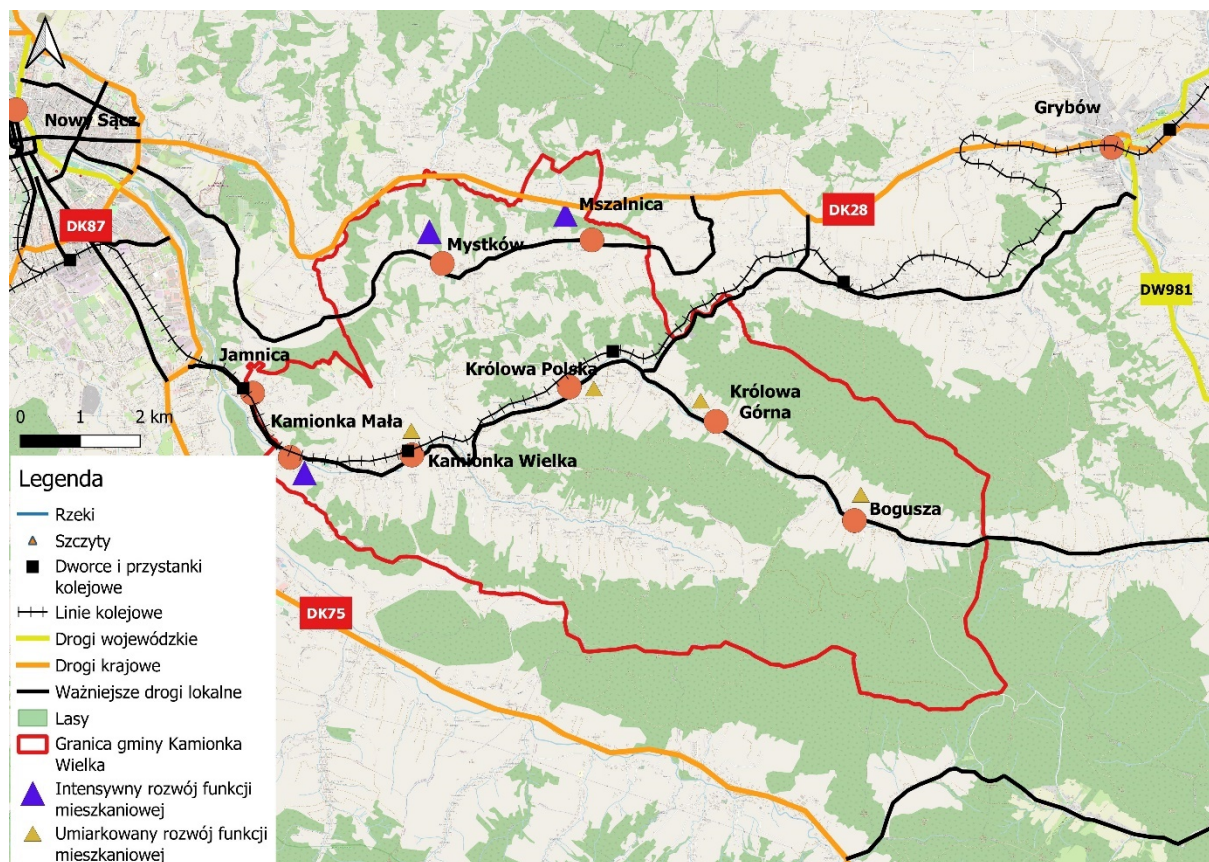 Nowy Sącz
Grybów
DK87
Mszalnica
DK28
Mystków
DW981
Jamnica
Królowa Polska
Królowa
Górna
0 1 2 km
Kamionka Mała
Kamionka Wielka
Bogusza
DK75
Legenda
Rzeki
Szczyty
Dworce i przystanki
kolejowe
Linie kolejowe
Drogi wojewódzkie
Drogi krajowe
Ważniejsze drogi lokalne
Lasy
Granica gminy Kamionka
Wielka
Intensywny rozwój funkcji
mieszkaniowej
Umiarkowany rozwój funkcji
mieszkaniowej